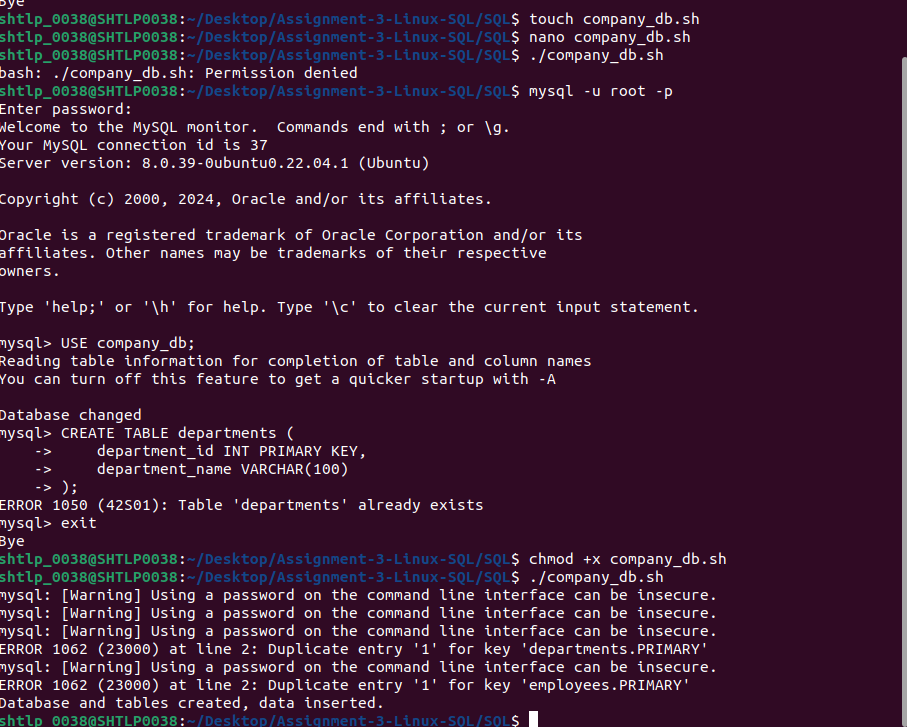 Bye
shtlp_0038@SHTLP0038:~/Desktop/Assignment-3-Linux-SQL/SQL$ touch company_db.sh
shtlp_0038@SHTLP0038:~/Desktop/Assignment-3-Linux-SQL/SQL$ nano company_db.sh
shtlp_0038@SHTLP0038:~/Desktop/Assignment-3-Linux-SQL/SQL$ ./company_db.sh
bash: ./company_db.sh: Permission denied
shtlp_0038@SHTLP0038:~/Desktop/Assignment-3-Linux-SQL/SQL$ mysql -u root -p
Enter password:
Welcome to the MySQL monitor.  Commands end with ; or \g.
Your MySQL connection id is 37
Server version: 8.0.39-0ubuntu0.22.04.1 (Ubuntu)
Copyright (c) 2000, 2024, Oracle and/or its affiliates.
Oracle is a registered trademark of Oracle Corporation and/or its
affiliates. Other names may be trademarks of their respective
owners.
Type 'help;' or '\h' for help. Type '\c' to clear the current input statement.
mysql> USE company_db;
Reading table information for completion of table and column names
You can turn off this feature to get a quicker startup with -A
Database changed
mysql> CREATE TABLE departments (
    ->     department_id INT PRIMARY KEY,
    ->     department_name VARCHAR(100)
    -> );
ERROR 1050 (42S01): Table 'departments' already exists
mysql> exit
Bye
shtlp_0038@SHTLP0038:~/Desktop/Assignment-3-Linux-SQL/SQL$ chmod +x company_db.sh
shtlp_0038@SHTLP0038:~/Desktop/Assignment-3-Linux-SQL/SQL$ ./company_db.sh
mysql: [Warning] Using a password on the command line interface can be insecure.
mysql: [Warning] Using a password on the command line interface can be insecure.
mysql: [Warning] Using a password on the command line interface can be insecure.
ERROR 1062 (23000) at line 2: Duplicate entry '1' for key 'departments.PRIMARY'
mysql: [Warning] Using a password on the command line interface can be insecure.
ERROR 1062 (23000) at line 2: Duplicate entry '1' for key 'employees.PRIMARY'
Database and tables created, data inserted.
shtlp_0038@SHTLP0038:~/Desktop/Assignment-3-Linux-SQL/SQL$